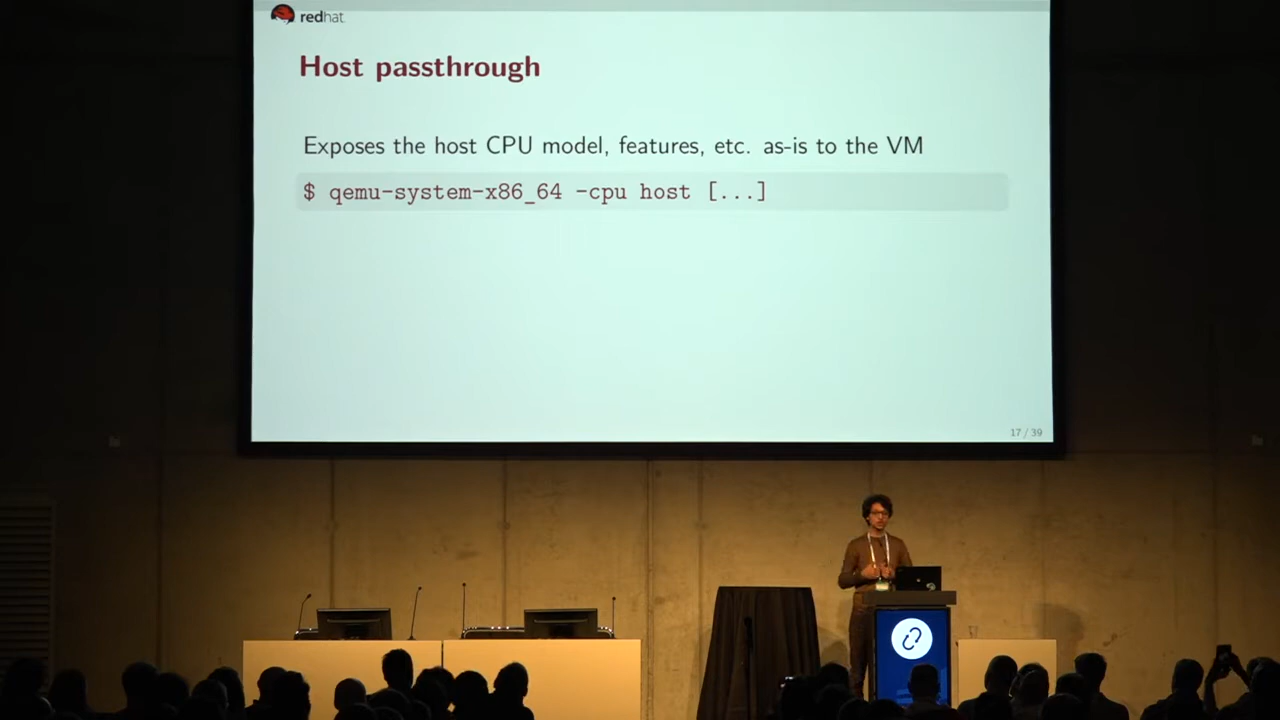 redhat
Host passthrough
Exposes the host CPU model, features, etc. as-is to the VM
$ qemu-system-x86_64 -cpu host [...]
17 / 39